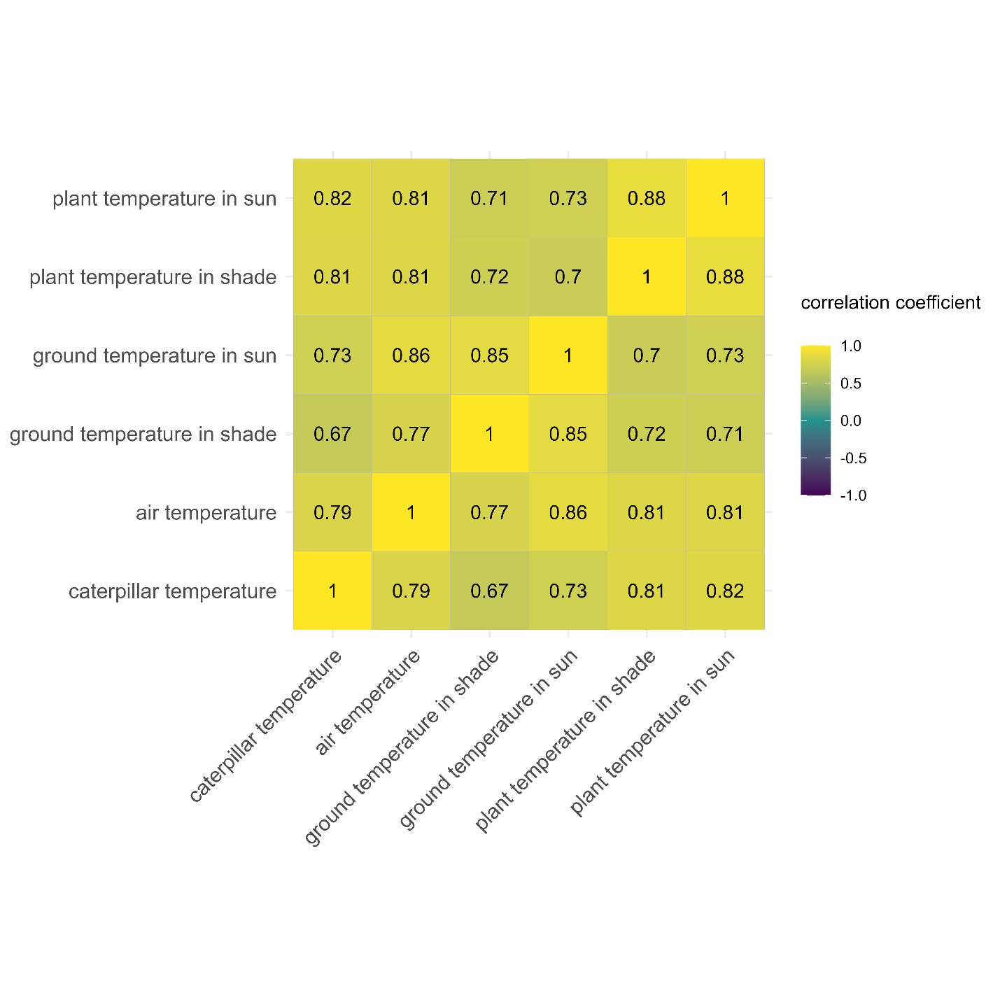 plant temperature in sun 0.82 0.81 0.71 0.73 0.88 1
plant temperature in shade 0.81 0.81 0.72 0.7 1 0.88
ground temperature in sun 0.73 0.86 0.85 1 0.7 0.73
ground temperature in shade 0.67 0.77 1 0.85 0.72 0.71
air temperature 0.79 1 0.77 0.86 0.81 0.81
caterpillar temperature 1 0.79 0.67 0.73 0.81 0.82
caterpillar temperature
air temperature
ground temperature in shade
ground temperature in sun
plant temperature in shade
plant temperature in sun
correlation coefficient
1.0
0.5
0.0
-0.5
-1.0